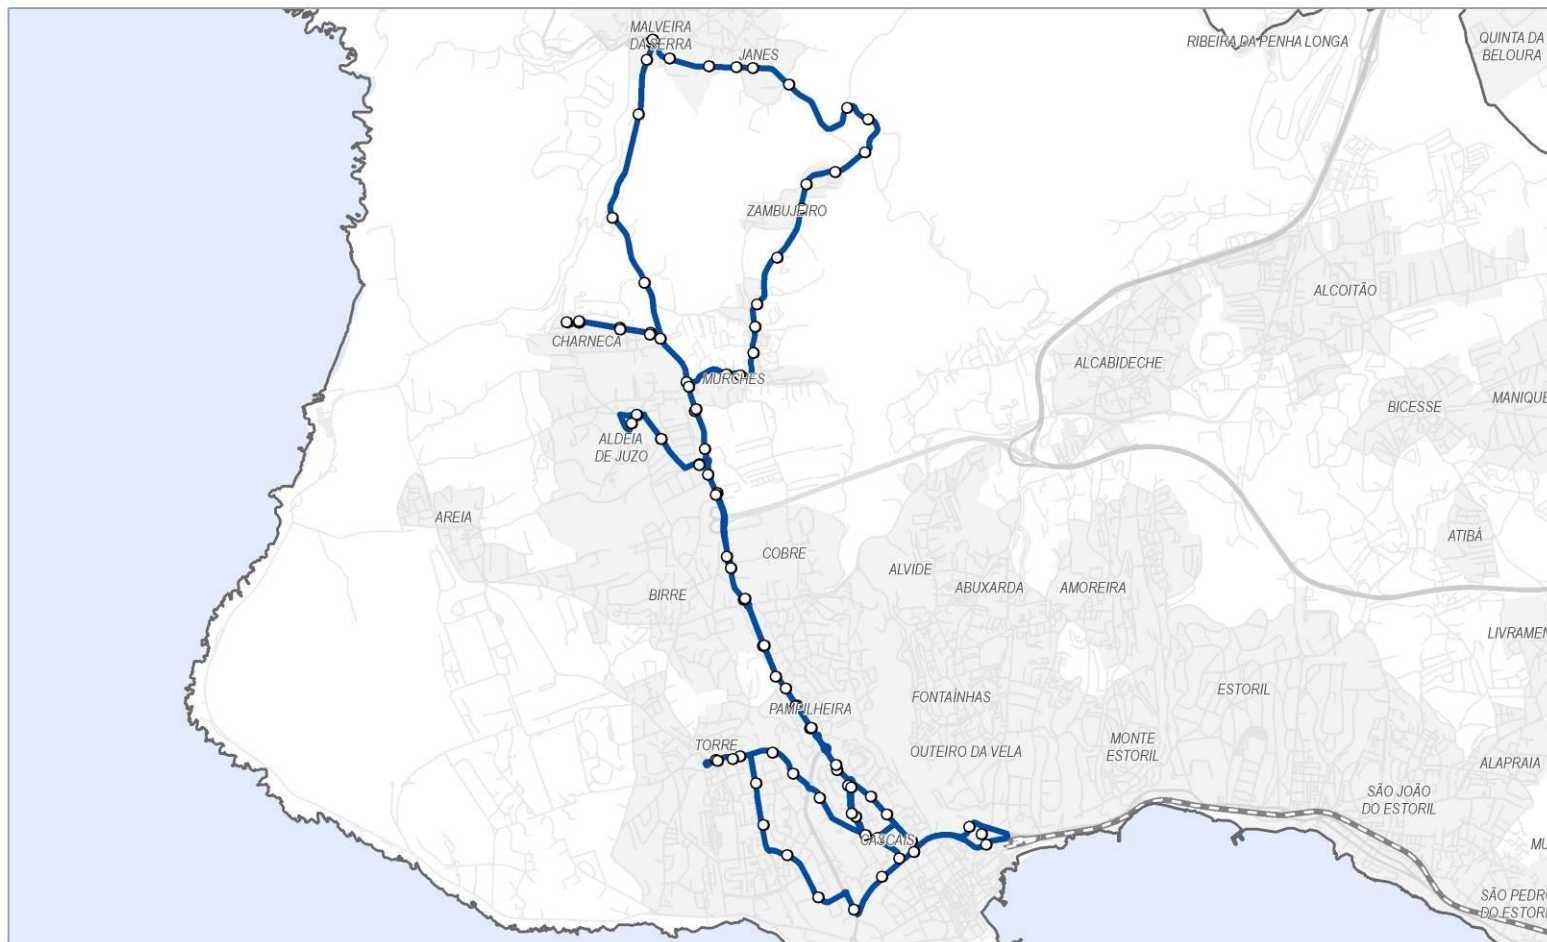 MALVEIRA
DA SERRA
JANES
RIBEIRA DA PENHA LONGA
QUINTA DA
BELOURA
ZAMBUJEIRO
ALCOITÃO
CHARNECA
MURCHES
ALCABIDECHE
MANIQUE
BICESSE
ALDEIA
DE JUZO
AREIA
ATIBÁ
COBRE
ALVIDE
ABUXARDA
AMOREIRA
BIRRE
LIVRAMEN
ESTORIL
FONTAÍNHAS
PAMPILHEIRA
TORRE
OUTEIRO DA VELA
MONTE
ESTORIL
ALAPRAIA
SÃO JOÃO
DO ESTORIL
CASCAIS
MU
SÃO PEDRO
DO ESTORI